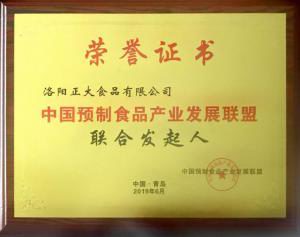 荣誉证书
洛阳正大食品有限公司
中国预制食品产业发展联盟
联合发起人
中国预制食品产业发展联盟
中国·青岛
2019年6月